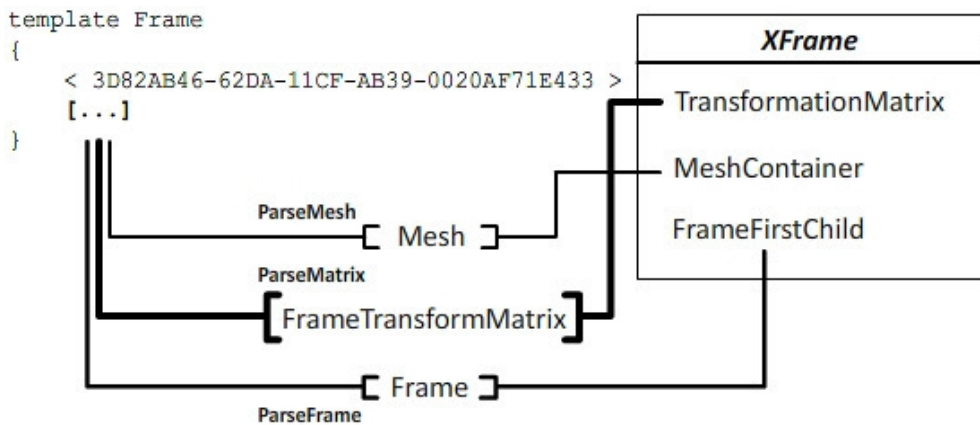 template Frame
{
< 3D82AB46-62DA-11CF-AB39-0020AF71E433 >
[...]
}
XFrame
TransformationMatrix
MeshContainer
FrameFirstChild
ParseMesh
[ Mesh ]
ParseMatrix
[FrameTransformMatrix]
[ Frame ]
ParseFrame